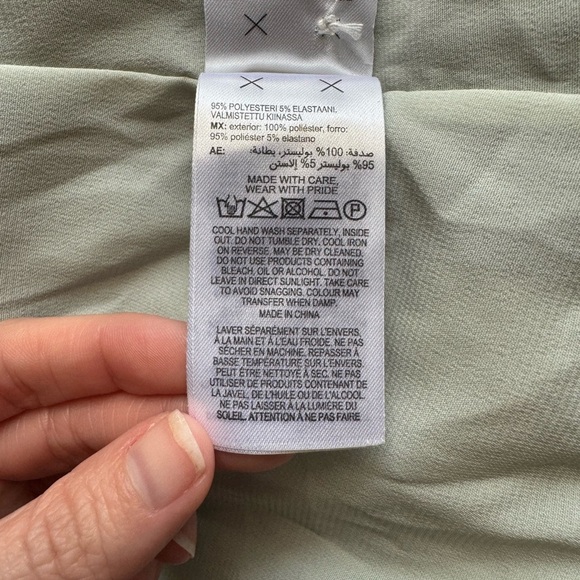 95% POLYESTERI 5% ELASTAANI,
VALMISTETTU KIINASSA
MX: exterior: 100% poliéster, forro:
95% poliéster 5% elastano
AE: صدفة: 100% بوليستر، بطانة:
95% بوليستر 5% إلاستن
MADE WITH CARE,
WEAR WITH PRIDE
P
COOL HAND WASH SEPARATELY, INSIDE
OUT. DO NOT TUMBLE DRY. COOL IRON
ON REVERSE. MAY BE DRY CLEANED.
DO NOT USE PRODUCTS CONTAINING
BLEACH, OIL OR ALCOHOL. DO NOT
LEAVE IN DIRECT SUNLIGHT. TAKE CARE
TO AVOID SNAGGING. COLOUR MAY
TRANSFER WHEN DAMP.
MADE IN CHINA
LAVER SÉPARÉMENT SUR L'ENVERS,
À LA MAIN ET À L'EAU FROIDE. NE PAS
SÉCHER EN MACHINE. REPASSER À
BASSE TEMPÉRATURE SUR L'ENVERS.
PEUT ÊTRE NETTOYÉ À SEC. NE PAS
UTILISER DE PRODUITS CONTENANT DE
LA JAVEL, DE L'HUILE OU DE L'ALCOOL.
NE PAS LAISSER À LA LUMIÈRE DU
SOLEIL. ATTENTION À NE PAS FAIRE